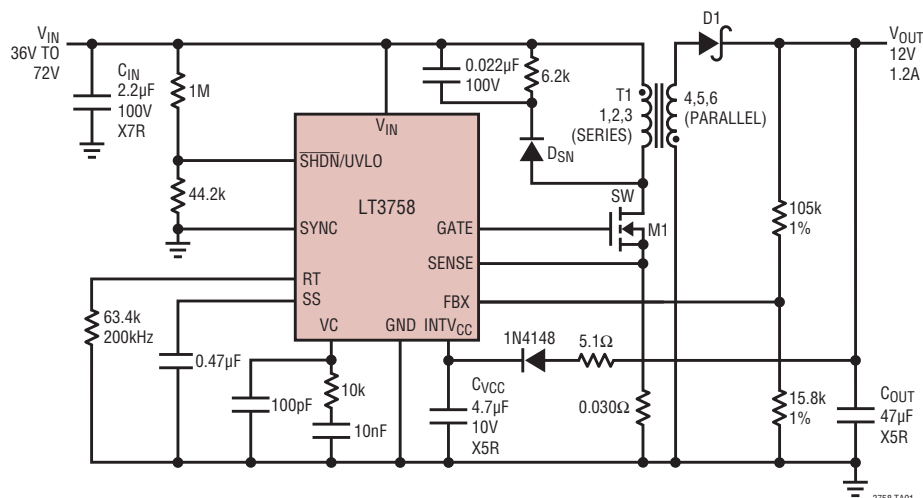 VIN
36V TO
72V
CIN
2.2µF
100V
X7R
1M
44.2k
0.022µF
100V
6.2k
DSN
T1
1,2,3
(SERIES)
4,5,6
(PARALLEL)
D1
VOUT
12V
1.2A
VIN
SHDN/UVLO
LT3758
SYNC
GATE
SENSE
RT
SS
FBX
VC
GND
INTVCC
SW
M1
105k
1%
63.4k
200kHz
0.47µF
100pF
10k
10nF
CVCC
4.7µF
10V
X5R
1N4148
5.1Ω
0.030Ω
15.8k
1%
COUT
47µF
X5R
3758 TA01